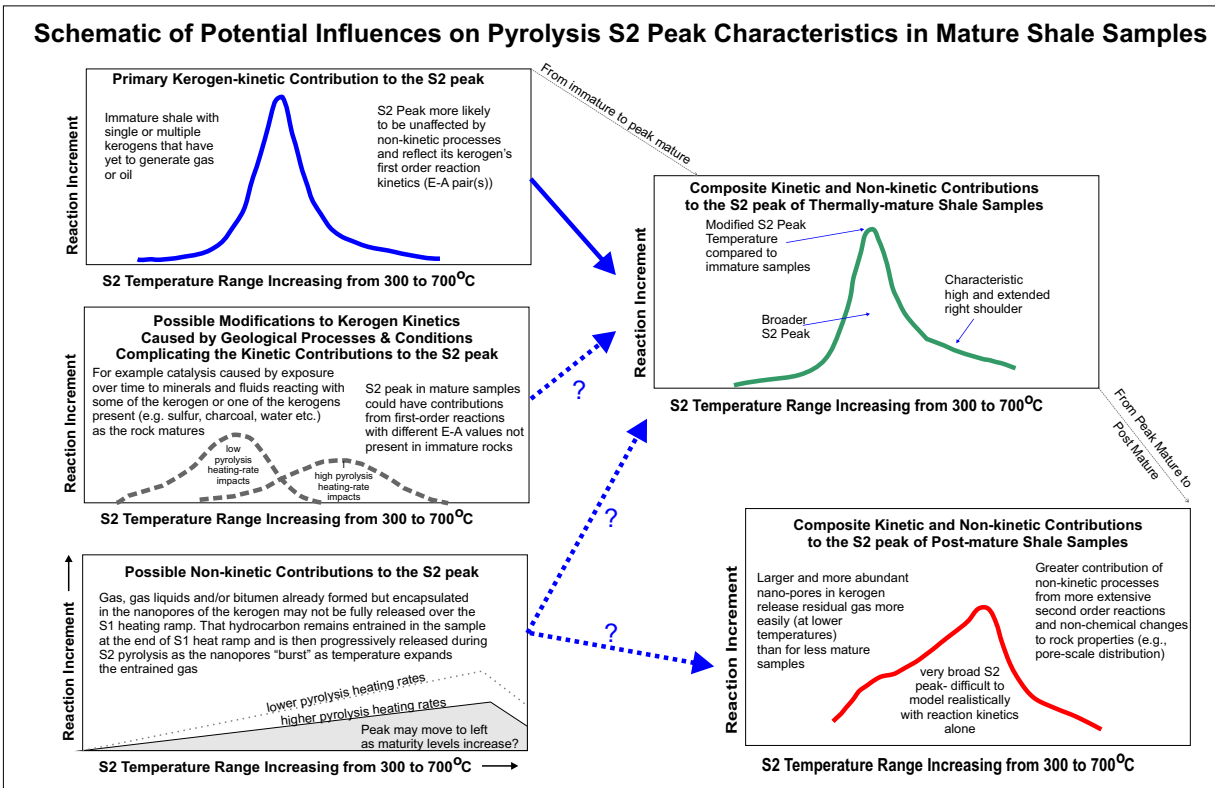 Schematic of Potential Influences on Pyrolysis S2 Peak Characteristics in Mature Shale Samples
Primary Kerogen-kinetic Contribution to the S2 peak
Immature shale with
single or multiple
kerogens that have
yet to generate gas
or oil
S2 Peak more likely
to be unaffected by
non-kinetic processes
and reflect its kerogen's
first order reaction
kinetics (E-A pair(s))
Reaction Increment
S2 Temperature Range Increasing from 300 to 700°C
From immature to peak mature
Possible Modifications to Kerogen Kinetics
Caused by Geological Processes & Conditions
Complicating the Kinetic Contributions to the S2 peak
For example catalysis caused by exposure
over time to minerals and fluids reacting with
some of the kerogen or one of the kerogens
present (e.g. sulfur, charcoal, water etc.)
as the rock matures
S2 peak in mature samples
could have contributions
from first-order reactions
with different E-A values not
present in immature rocks
low
pyrolysis
heating-rate
impacts
high pyrolysis
heating-rate
impacts
Reaction Increment
S2 Temperature Range Increasing from 300 to 700°C
Possible Non-kinetic Contributions to the S2 peak
Gas, gas liquids and/or bitumen already formed but encapsulated
in the nanopores of the kerogen may not be fully released over the
S1 heating ramp. That hydrocarbon remains entrained in the sample
at the end of S1 heat ramp and is then progressively released during
S2 pyrolysis as the nanopores "burst" as temperature expands
the entrained gas
lower pyrolysis heating rates
higher pyrolysis heating rates
Peak may move to left
as maturity levels increase?
Reaction Increment
S2 Temperature Range Increasing from 300 to 700°C
?
?
?
Composite Kinetic and Non-kinetic Contributions
to the S2 peak of Thermally-mature Shale Samples
Modified S2 Peak
Temperature
compared to
immature samples
Broader
S2 Peak
Characteristic
high and extended
right shoulder
Reaction Increment
S2 Temperature Range Increasing from 300 to 700°C
From Peak Mature to
Post Mature
Composite Kinetic and Non-kinetic Contributions
to the S2 peak of Post-mature Shale Samples
Larger and more abundant
nano-pores in kerogen
release residual gas more
easily (at lower
temperatures)
than for less mature
samples
Greater contribution of
non-kinetic processes
from more extensive
second order reactions
and non-chemical changes
to rock properties (e.g.,
pore-scale distribution)
very broad S2
peak- difficult to
model realistically
with reaction kinetics
alone
Reaction Increment
S2 Temperature Range Increasing from 300 to 700°C